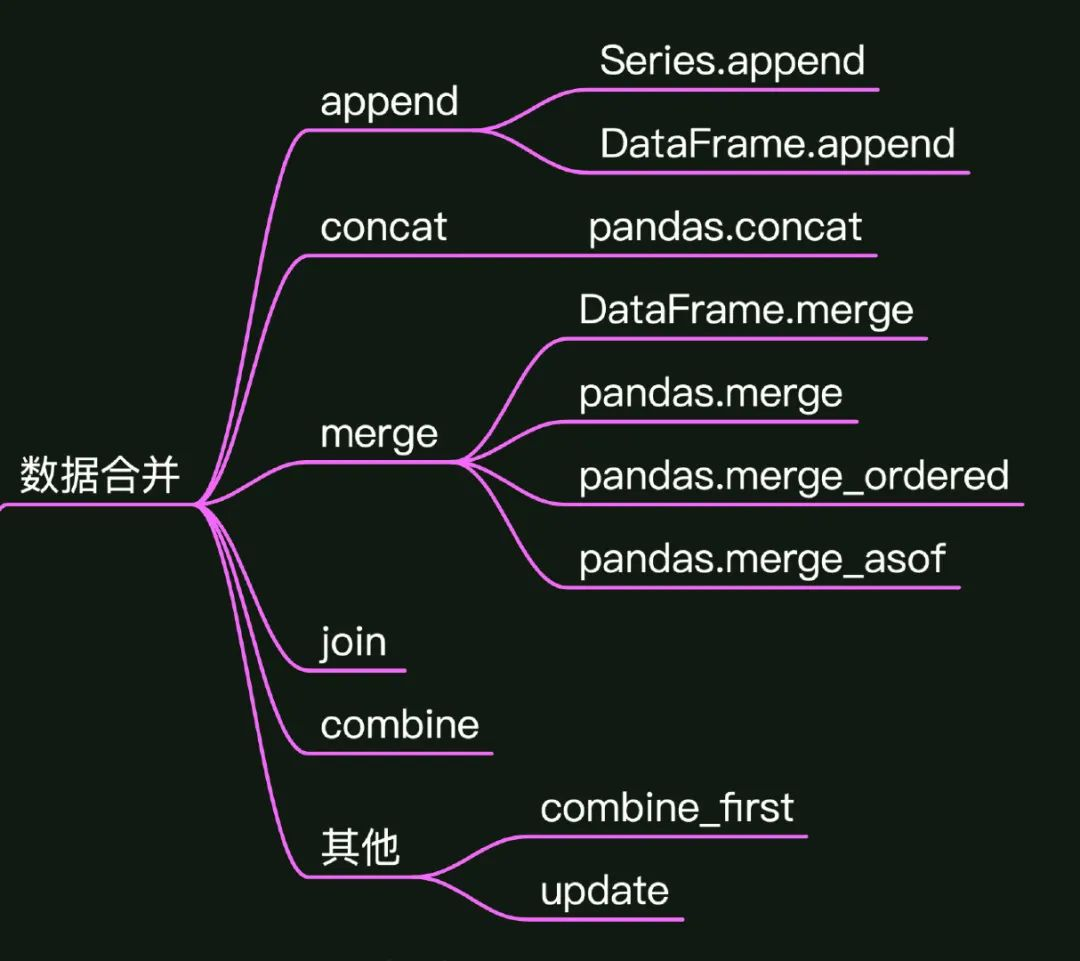 数据合并
append
Series.append
DataFrame.append
concat
pandas.concat
merge
DataFrame.merge
pandas.merge
pandas.merge_ordered
pandas.merge_asof
join
combine
其他
combine_first
update